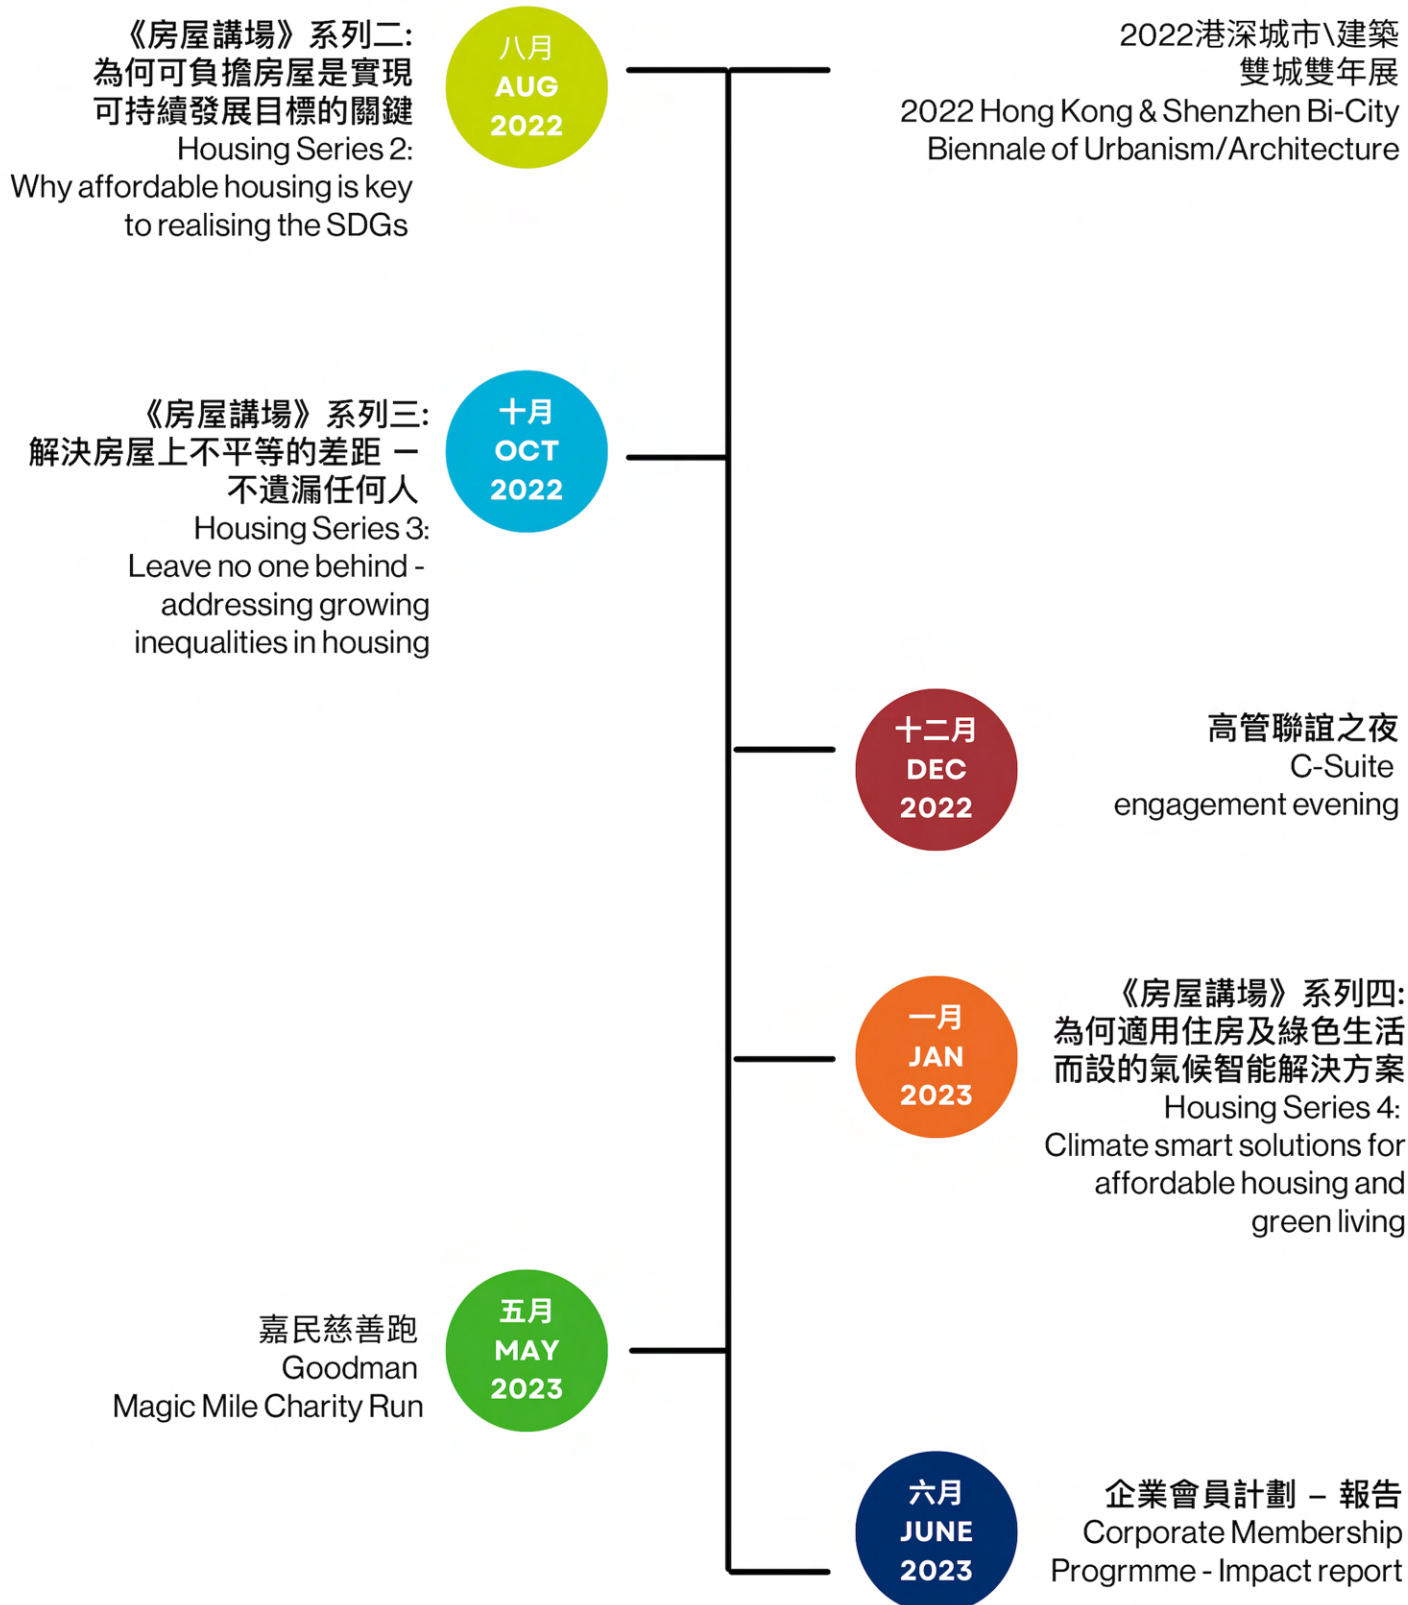 《房屋講場》系列二:
為何可負擔房屋是實現
可持續發展目標的關鍵
Housing Series 2:
Why affordable housing is key
to realising the SDGs
八月
AUG
2022
2022港深城市\建築
雙城雙年展
2022 Hong Kong & Shenzhen Bi-City
Biennale of Urbanism/Architecture
《房屋講場》系列三:
解決房屋上不平等的差距 –
不遺漏任何人
Housing Series 3:
Leave no one behind -
addressing growing
inequalities in housing
十月
OCT
2022
十二月
DEC
2022
高管聯誼之夜
C-Suite
engagement evening
一月
JAN
2023
《房屋講場》系列四:
為何適用住房及綠色生活
而設的氣候智能解決方案
Housing Series 4:
Climate smart solutions for
affordable housing and
green living
嘉民慈善跑
Goodman
Magic Mile Charity Run
五月
MAY
2023
六月
JUNE
2023
企業會員計劃 – 報告
Corporate Membership
Progrmme - Impact report